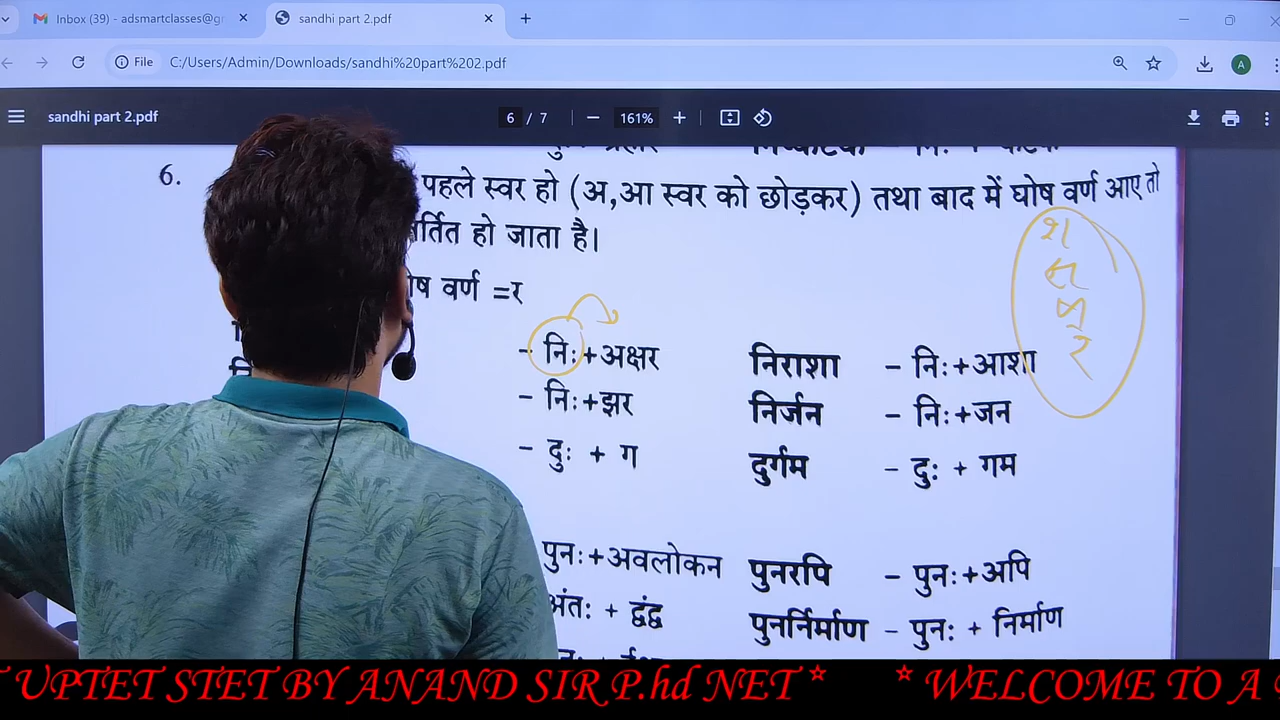 Inbox (39) - adsmartclasses@gr
sandhi part 2.pdf
File C:/Users/Admin/Downloads/sandhi%20part%202.pdf
A
sandhi part 2.pdf 6 / 7 161%
6. पहले स्वर हो (अ,आ स्वर को छोड़कर) तथा बाद में घोष वर्ण आए तो
हो जाता है।
वर्ण =र
श
स
ष
र
- निः+अक्षर निराशा - निः+आशा
- निः+झर निर्जन - निः+जन
- दुः + ग दुर्गम - दुः + गम
पुनः+अवलोकन पुनरपि - पुनः+अपि
अंतः + द्वंद्व पुनर्निर्माण - पुनः + निर्माण
UPTET STET BY ANAND SIR P.hd NET * * WELCOME TO A